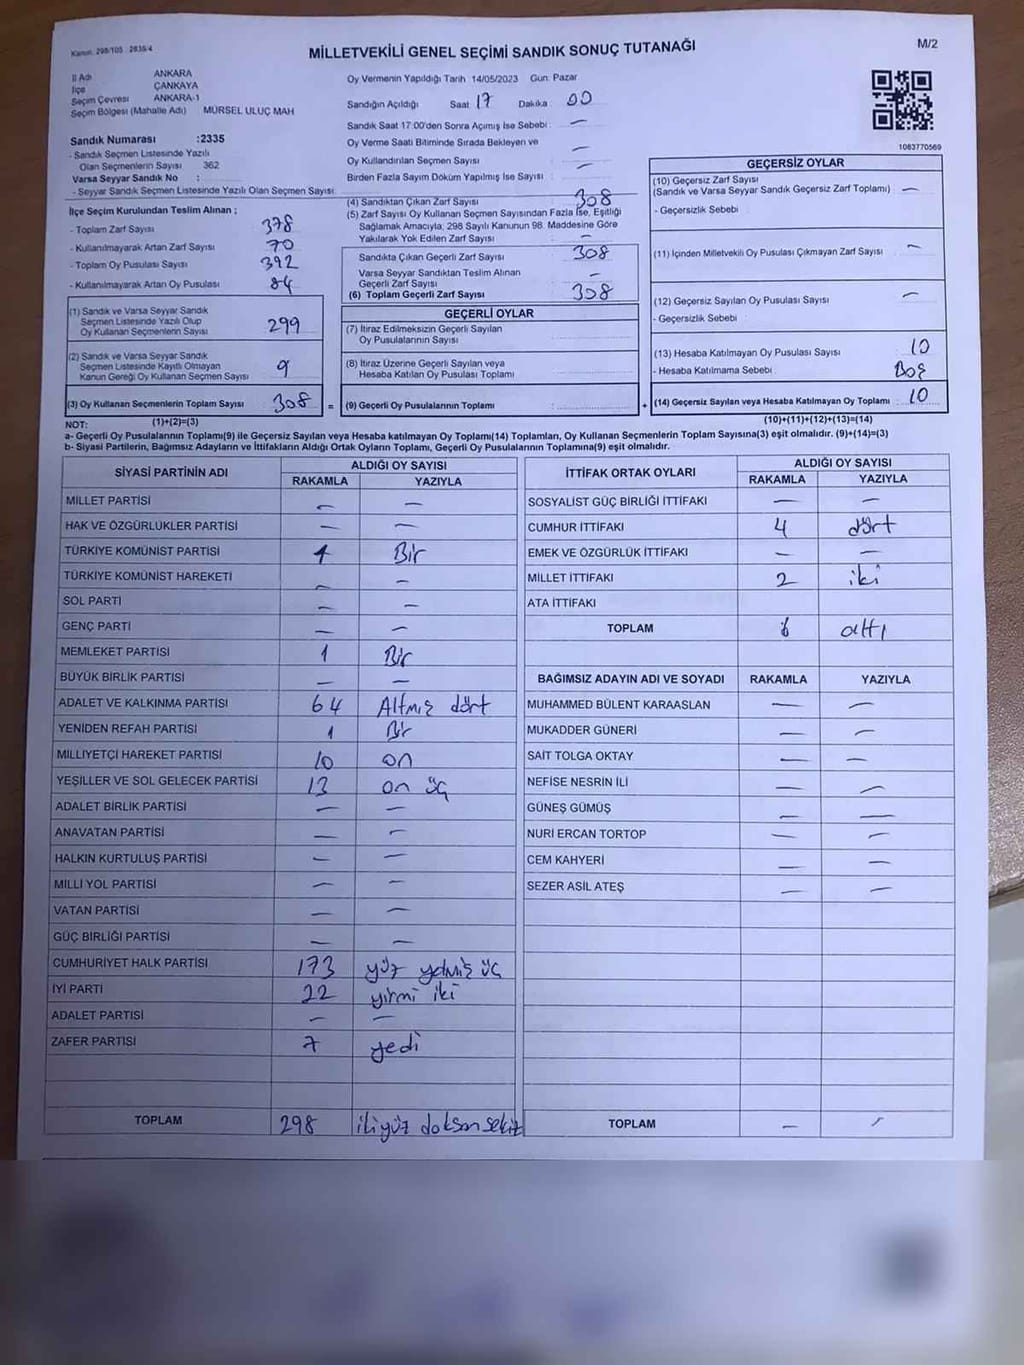 Kanun: 298/105 2839/4
MİLLETVEKİLİ GENEL SEÇİMİ SANDIK SONUÇ TUTANAĞI
M/2
İl Adı ANKARA
İlçe ÇANKAYA
Seçim Çevresi ANKARA-1
Seçim Bölgesi (Mahalle Adı) MÜRSEL ULUÇ MAH
Sandık Numarası :2335
- Sandık Seçmen Listesinde Yazılı
Olan Seçmenlerin Sayısı 362
Varsa Seyyar Sandık No :
- Seyyar Sandık Seçmen Listesinde Yazılı Olan Seçmen Sayısı :
Oy Vermenin Yapıldığı Tarih 14/05/2023 Gün: Pazar
Sandığın Açıldığı Saat 17 Dakika : 00
Sandık Saat 17.00'den Sonra Açımış İse Sebebi : —
Oy Verme Saati Bitiminde Sırada Bekleyen ve
Oy Kullandırılan Seçmen Sayısı —
Birden Fazla Sayım Döküm Yapılmış İse Sayısı —
1083770569
İlçe Seçim Kurulundan Teslim Alınan ;
- Toplam Zarf Sayısı 378
- Kullanılmayarak Artan Zarf Sayısı 70
- Toplam Oy Pusulası Sayısı 392
- Kullanılmayarak Artan Oy Pusulası 84
(1) Sandık ve Varsa Seyyar Sandık
Seçmen Listesinde Yazılı Olup
Oy Kullanan Seçmenlerin Sayısı 299
(2) Sandık ve Varsa Seyyar Sandık
Seçmen Listesinde Kayıtlı Olmayan
Kanun Gereği Oy Kullanan Seçmen Sayısı 9
(3) Oy Kullanan Seçmenlerin Toplam Sayısı 308 =
(1)+(2)=(3)
(4) Sandıktan Çıkan Zarf Sayısı 308
(5) Zarf Sayısı Oy Kullanan Seçmen Sayısından Fazla İse, Eşitliği
Sağlamak Amacıyla; 298 Sayılı Kanunun 98. Maddesine Göre
Yakılarak Yok Edilen Zarf Sayısı —
Sandıkta Çıkan Geçerli Zarf Sayısı 308
Varsa Seyyar Sandıktan Teslim Alınan
Geçerli Zarf Sayısı —
(6) Toplam Geçerli Zarf Sayısı 308
GEÇERLİ OYLAR
(7) İtiraz Edilmeksizin Geçerli Sayılan
Oy Pusulalarının Sayısı
(8) İtiraz Üzerine Geçerli Sayılan veya
Hesaba Katılan Oy Pusulası Toplamı
(9) Geçerli Oy Pusulalarının Toplamı +
GEÇERSİZ OYLAR
(10) Geçersiz Zarf Sayısı
(Sandık ve Varsa Seyyar Sandık Geçersiz Zarf Toplamı) —
- Geçersizlik Sebebi
(11) İçinden Milletvekili Oy Pusulası Çıkmayan Zarf Sayısı —
(12) Geçersiz Sayılan Oy Pusulası Sayısı —
- Geçersizlik Sebebi
(13) Hesaba Katılmayan Oy Pusulası Sayısı 10
- Hesaba Katılmama Sebebi : Boş
(14) Geçersiz Sayılan veya Hesaba Katılmayan Oy Toplamı 10
(10)+(11)+(12)+(13)=(14)
NOT:
a- Geçerli Oy Pusulalarının Toplamı(9) ile Geçersiz Sayılan veya Hesaba katılmayan Oy Toplamı(14) Toplamları, Oy Kullanan Seçmenlerin Toplam Sayısına(3) eşit olmalıdır. (9)+(14)=(3)
b- Siyasi Partilerin, Bağımsız Adayların ve İttifakların Aldığı Ortak Oyların Toplamı, Geçerli Oy Pusulalarının Toplamına(9) eşit olmalıdır.
SİYASİ PARTİNİN ADI ALDIĞI OY SAYISI
RAKAMLA YAZIYLA
MİLLET PARTİSİ — —
HAK VE ÖZGÜRLÜKLER PARTİSİ — —
TÜRKİYE KOMÜNİST PARTİSİ 1 Bir
TÜRKİYE KOMÜNİST HAREKETİ — —
SOL PARTİ — —
GENÇ PARTİ — —
MEMLEKET PARTİSİ 1 Bir
BÜYÜK BİRLİK PARTİSİ — —
ADALET VE KALKINMA PARTİSİ 64 Altmış dört
YENİDEN REFAH PARTİSİ 1 Bir
MİLLİYETÇİ HAREKET PARTİSİ 10 on
YEŞİLLER VE SOL GELECEK PARTİSİ 13 on üç
ADALET BİRLİK PARTİSİ — —
ANAVATAN PARTİSİ — —
HALKIN KURTULUŞ PARTİSİ — —
MİLLİ YOL PARTİSİ — —
VATAN PARTİSİ — —
GÜÇ BİRLİĞİ PARTİSİ — —
CUMHURİYET HALK PARTİSİ 173 yüz yetmiş üç
İYİ PARTİ 22 yirmi iki
ADALET PARTİSİ — —
ZAFER PARTİSİ 7 yedi
TOPLAM 298 ikiyüz doksan sekiz
İTTİFAK ORTAK OYLARI ALDIĞI OY SAYISI
RAKAMLA YAZIYLA
SOSYALİST GÜÇ BİRLİĞİ İTTİFAKI — —
CUMHUR İTTİFAKI 4 dört
EMEK VE ÖZGÜRLÜK İTTİFAKI — —
MİLLET İTTİFAKI 2 iki
ATA İTTİFAKI
TOPLAM 6 altı
BAĞIMSIZ ADAYIN ADI VE SOYADI RAKAMLA YAZIYLA
MUHAMMED BÜLENT KARAASLAN — —
MUKADDER GÜNERİ — —
SAİT TOLGA OKTAY — —
NEFİSE NESRİN İLİ — —
GÜNEŞ GÜMÜŞ — —
NURİ ERCAN TORTOP — —
CEM KAHYERİ — —
SEZER ASİL ATEŞ — —
TOPLAM — —